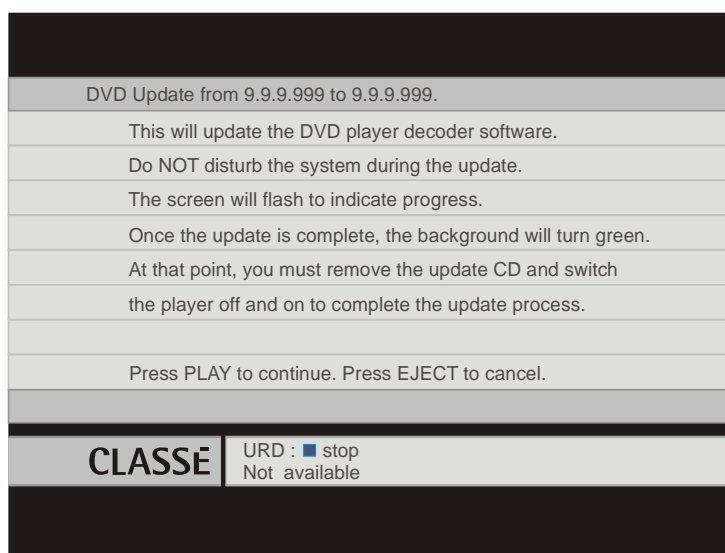 DVD Update from 9.9.9.999 to 9.9.9.999.
This will update the DVD player decoder software.
Do NOT disturb the system during the update.
The screen will flash to indicate progress.
Once the update is complete, the background will turn green.
At that point, you must remove the update CD and switch
the player off and on to complete the update process.
Press PLAY to continue. Press EJECT to cancel.
CLASSÉ
URD : ■ stop
Not available